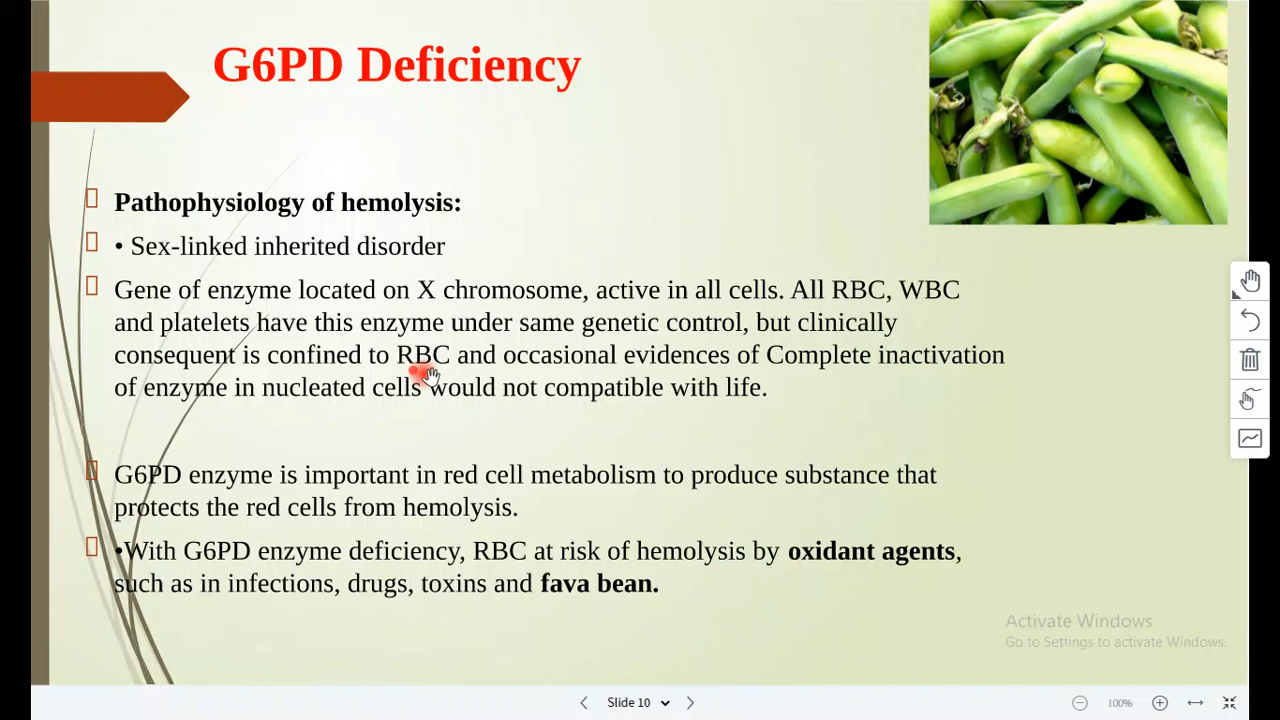 G6PD Deficiency
Pathophysiology of hemolysis:
• Sex-linked inherited disorder
Gene of enzyme located on X chromosome, active in all cells. All RBC, WBC
and platelets have this enzyme under same genetic control, but clinically
consequent is confined to RBC and occasional evidences of Complete inactivation
of enzyme in nucleated cells would not compatible with life.
G6PD enzyme is important in red cell metabolism to produce substance that
protects the red cells from hemolysis.
•With G6PD enzyme deficiency, RBC at risk of hemolysis by oxidant agents,
such as in infections, drugs, toxins and fava bean.
Activate Windows
Go to Settings to activate Windows.
Slide 10
100%